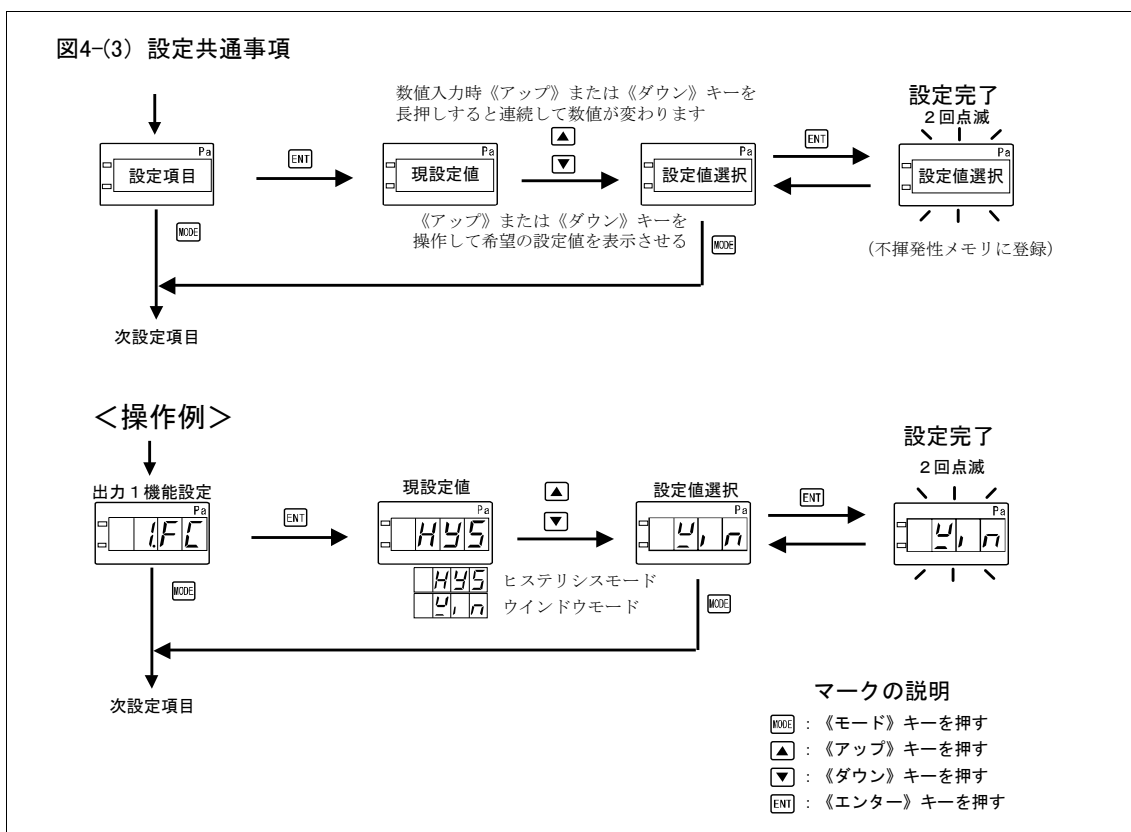 図4-(3) 設定共通事項
数値入力時《アップ》または《ダウン》キーを
長押しすると連続して数値が変わります
設定完了
2回点滅
ENT
▲
▼
ENT
Pa
設定項目
Pa
現設定値
Pa
設定値選択
Pa
設定値選択
MODE
《アップ》または《ダウン》キーを
操作して希望の設定値を表示させる
MODE
(不揮発性メモリに登録)
次設定項目
<操作例>
設定完了
2回点滅
出力1機能設定
現設定値
▲
▼
設定値選択
ENT
ENT
Pa
1.FC
Pa
HYS
Pa
Win
Pa
Win
MODE
HYS ヒステリシスモード
Win ウインドウモード
MODE
次設定項目
マークの説明
MODE : 《モード》キーを押す
▲ : 《アップ》キーを押す
▼ : 《ダウン》キーを押す
ENT : 《エンター》キーを押す